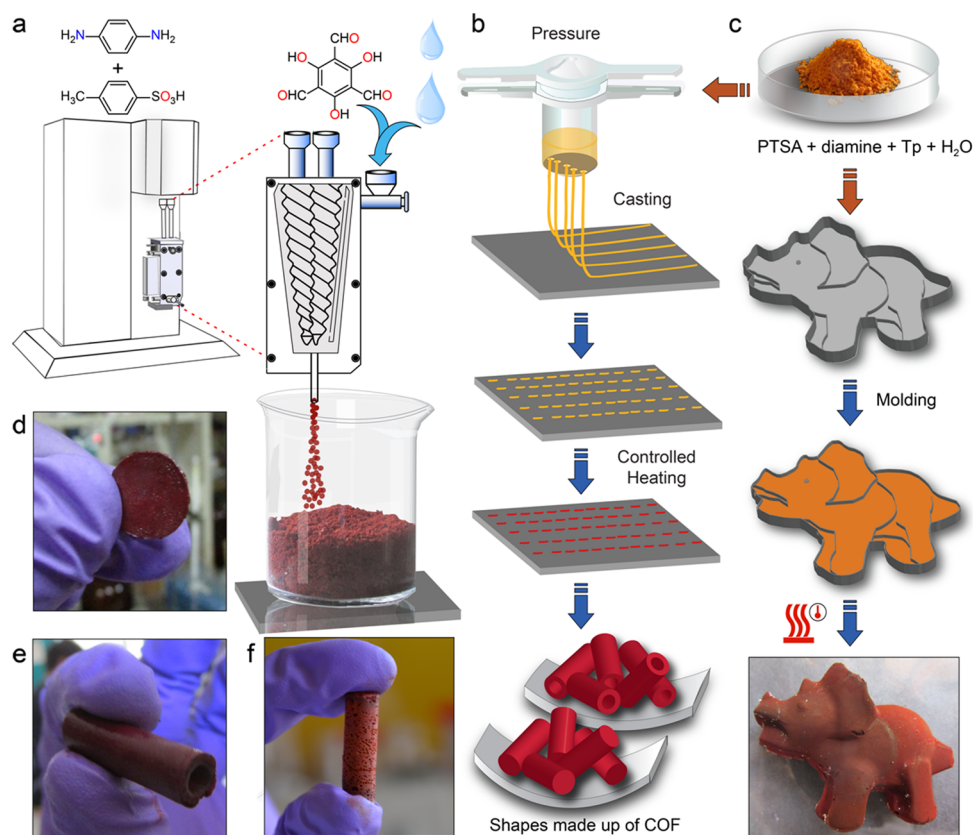 a
H₂N
NH₂
+
H₃C
SO₃H
CHO
HO
OH
CHO
CHO
OH
b
Pressure
Casting
Controlled
Heating
Shapes made up of COF
c
PTSA + diamine + Tp + H₂O
Molding
d
e
f